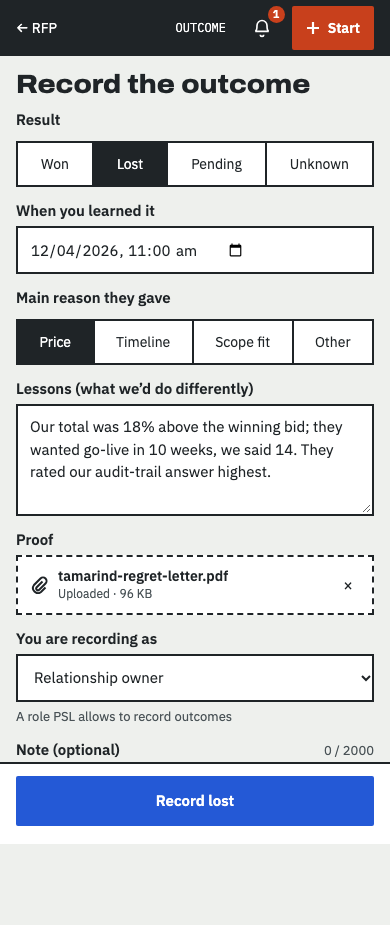 ← RFP
OUTCOME
1
+ Start
Record the outcome
Result
Won
Lost
Pending
Unknown
When you learned it
12/04/2026, 11:00 am
Main reason they gave
Price
Timeline
Scope fit
Other
Lessons (what we’d do differently)
Our total was 18% above the winning bid; they
wanted go-live in 10 weeks, we said 14. They
rated our audit-trail answer highest.
Proof
tamarind-regret-letter.pdf
Uploaded · 96 KB
×
You are recording as
Relationship owner
A role PSL allows to record outcomes
Note (optional)
0 / 2000
Record lost